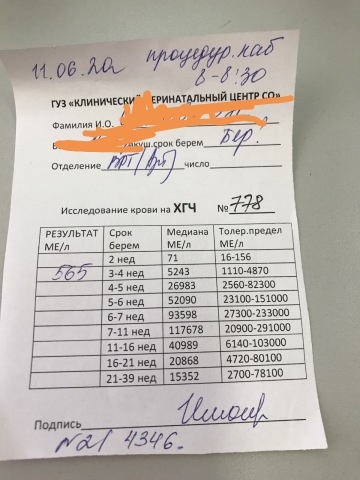 11.06.20г процедур. каб
8-8:30
ГУЗ «КЛИНИЧЕСКИЙ ПЕРИНАТАЛЬНЫЙ ЦЕНТР СО»
Фамилия И.О.
срок берем Бер.
Отделение ВРТ число
Исследование крови на ХГЧ № 778
РЕЗУЛЬТАТ МЕ/л Срок берем Медиана МЕ/л Толер.предел МЕ/л
2 нед 71 16-156
565 3-4 нед 5243 1110-4870
4-5 нед 26983 2560-82300
5-6 нед 52090 23100-151000
6-7 нед 93598 27300-233000
7-11 нед 117678 20900-291000
11-16 нед 40989 6140-103000
16-21 нед 20868 4720-80100
21-39 нед 15352 2700-78100
Подпись
№21 4346.